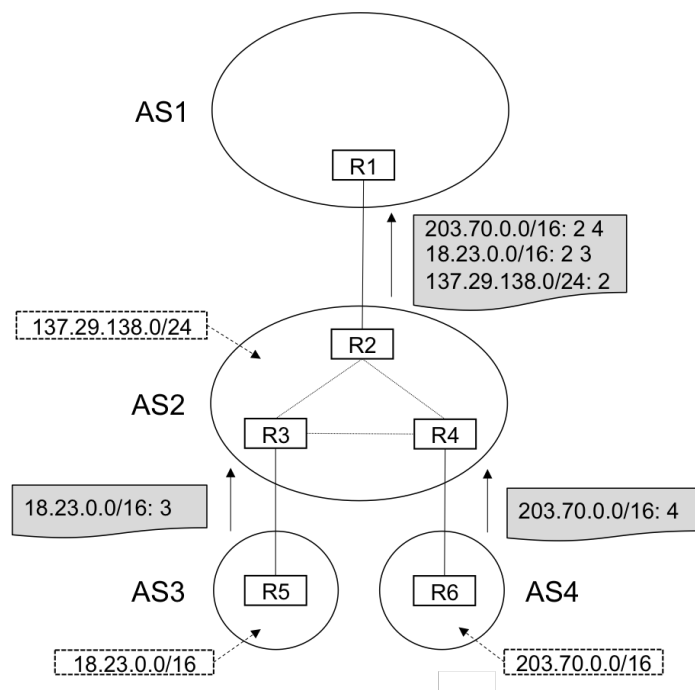 AS1
R1
203.70.0.0/16: 2 4
18.23.0.0/16: 2 3
137.29.138.0/24: 2
137.29.138.0/24
R2
AS2
R3
R4
18.23.0.0/16: 3
203.70.0.0/16: 4
AS3
R5
R6
AS4
18.23.0.0/16
203.70.0.0/16